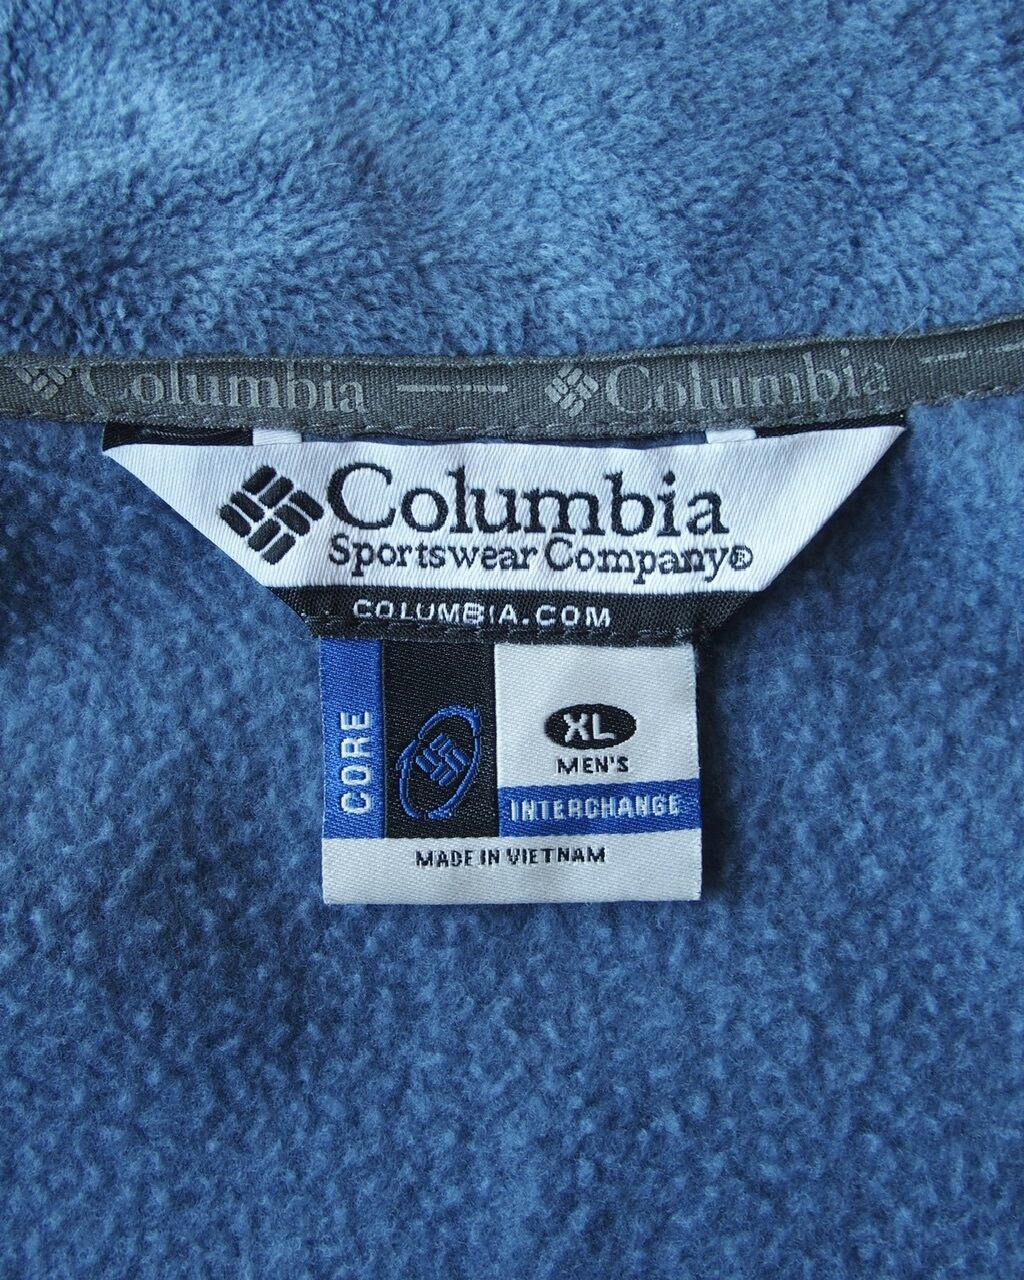 Columbia Columbia
Columbia
Sportswear Company®
COLUMBIA.COM
CORE
XL
MEN'S
INTERCHANGE
MADE IN VIETNAM